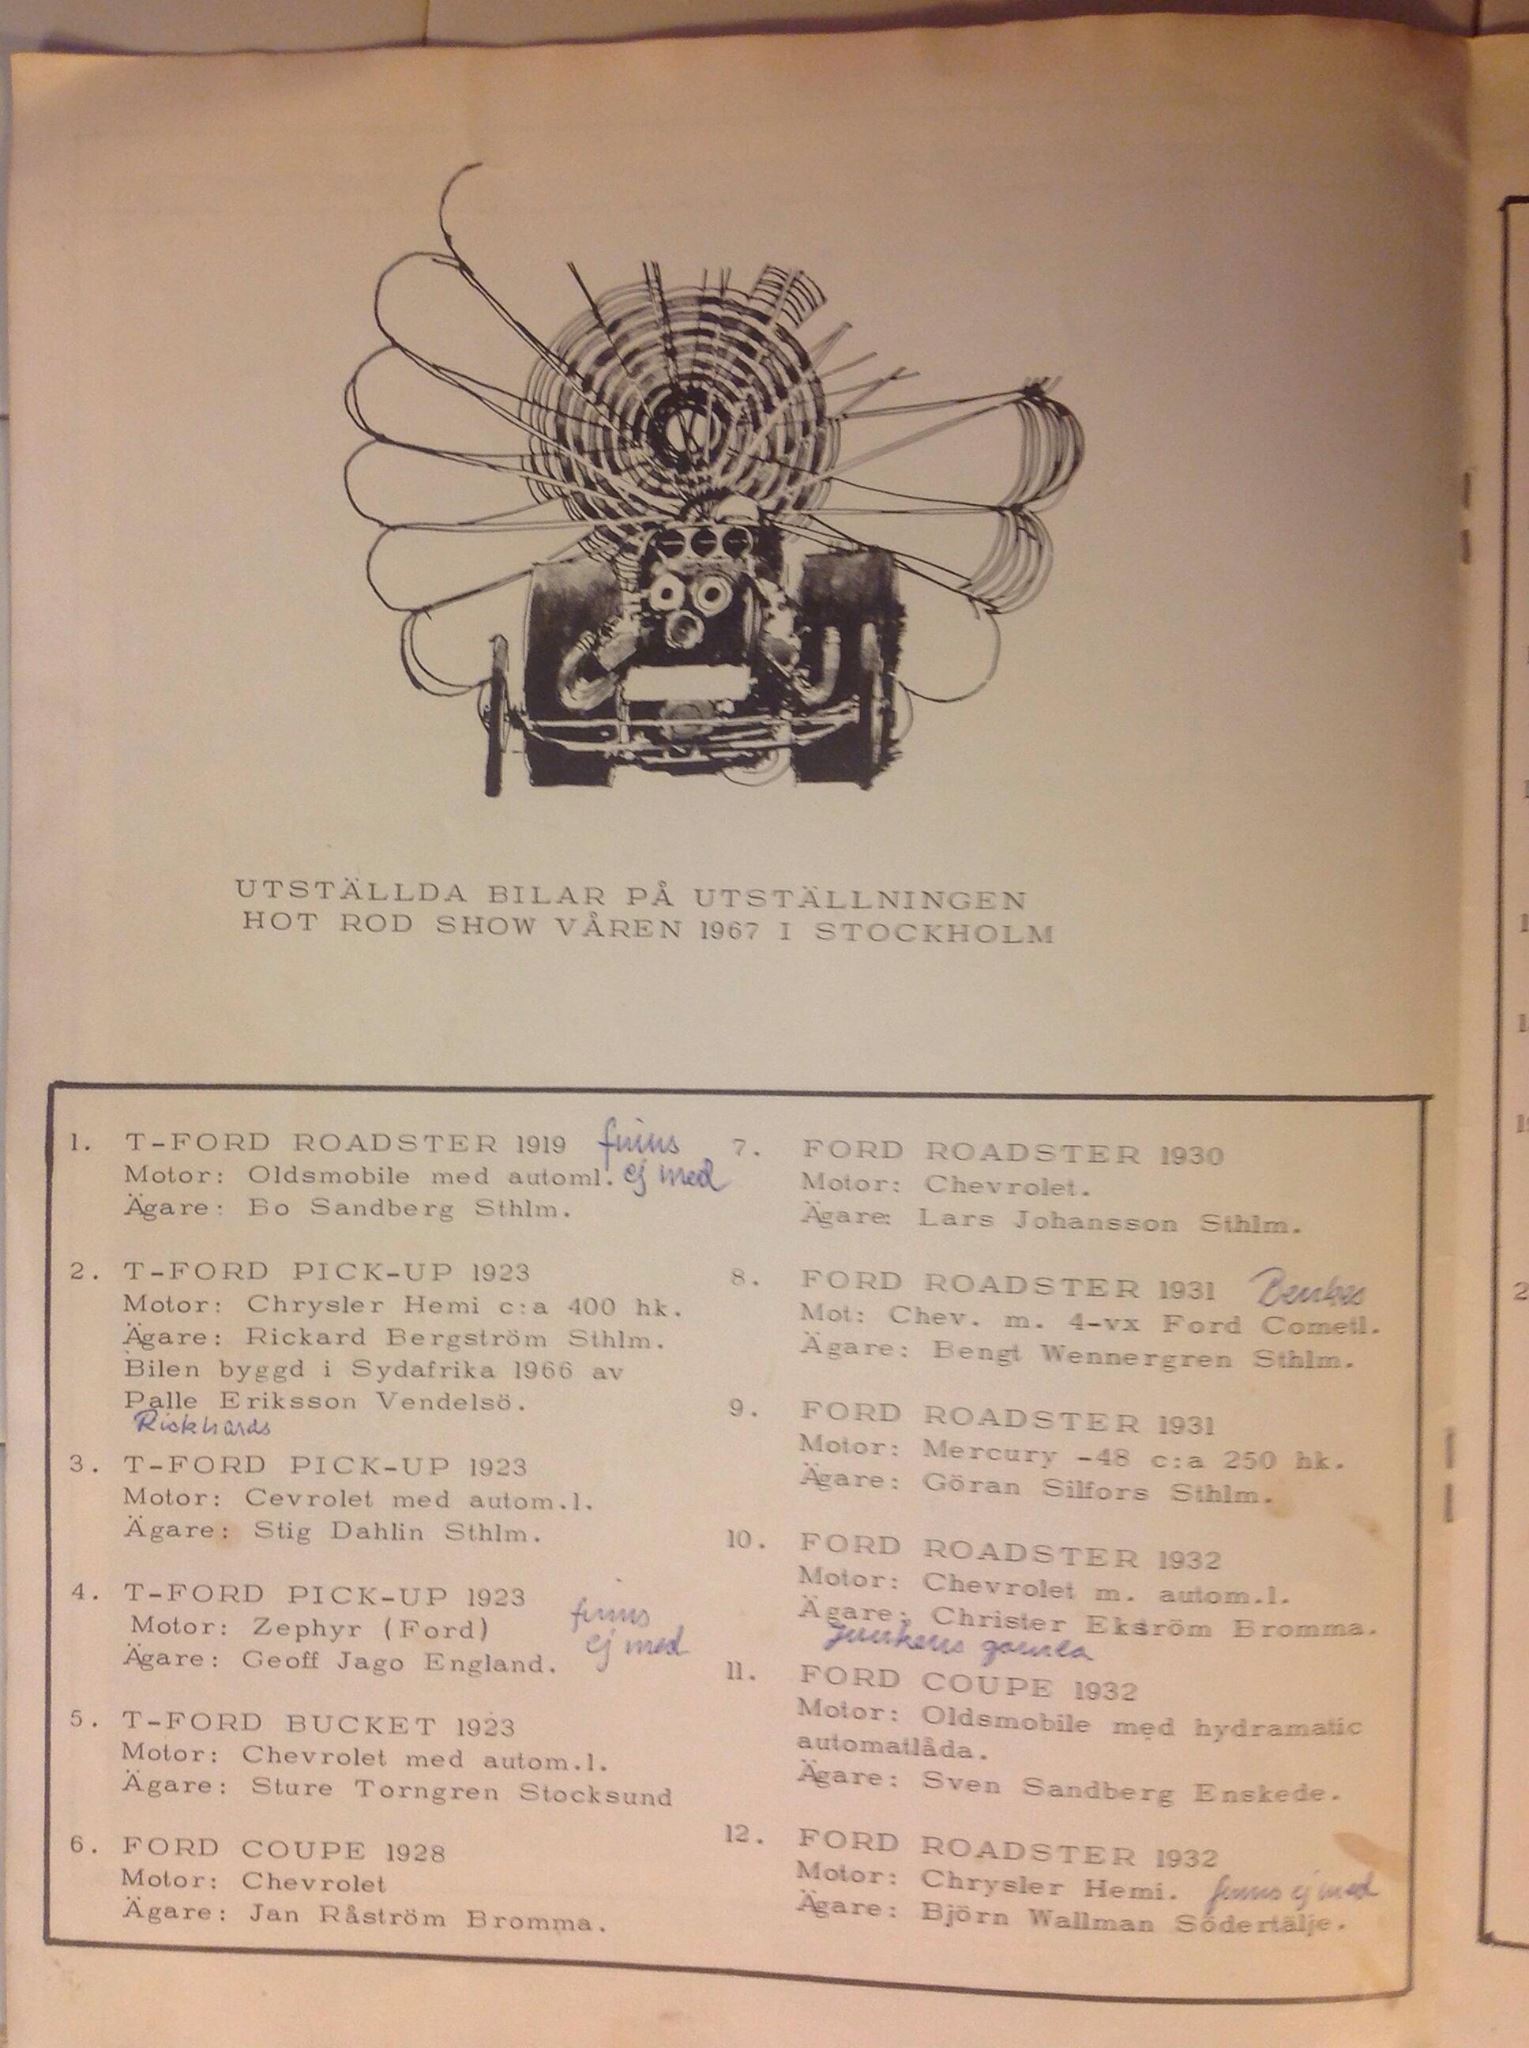 UTSTÄLLDA BILAR PÅ UTSTÄLLNINGEN
HOT ROD SHOW VÅREN 1967 I STOCKHOLM
1. T-FORD ROADSTER 1919 finns
Motor: Oldsmobile med automl. ej med
Ägare: Bo Sandberg Sthlm.
2. T-FORD PICK-UP 1923
Motor: Chrysler Hemi c:a 400 hk.
Ägare: Rickard Bergström Sthlm.
Bilen byggd i Sydafrika 1966 av
Palle Eriksson Vendelsö.
Rickhards
3. T-FORD PICK-UP 1923
Motor: Cevrolet med autom.l.
Ägare: Stig Dahlin Sthlm.
4. T-FORD PICK-UP 1923 finns
Motor: Zephyr (Ford) ej med
Ägare: Geoff Jago England.
5. T-FORD BUCKET 1923
Motor: Chevrolet med autom.l.
Ägare: Sture Torngren Stocksund
6. FORD COUPE 1928
Motor: Chevrolet
Ägare: Jan Råström Bromma.
7. FORD ROADSTER 1930
Motor: Chevrolet.
Ägare: Lars Johansson Sthlm.
8. FORD ROADSTER 1931 Benkes
Mot: Chev. m. 4-vx Ford Cometl.
Ägare: Bengt Wennergren Sthlm.
9. FORD ROADSTER 1931
Motor: Mercury -48 c:a 250 hk.
Ägare: Göran Silfors Sthlm.
10. FORD ROADSTER 1932
Motor: Chevrolet m. autom.l.
Ägare: Christer Eksröm Bromma.
Junkens gamla
11. FORD COUPE 1932
Motor: Oldsmobile med hydramatic
automatlåda.
Ägare: Sven Sandberg Enskede.
12. FORD ROADSTER 1932
Motor: Chrysler Hemi. finns ej med
Ägare: Björn Wallman Södertälje.